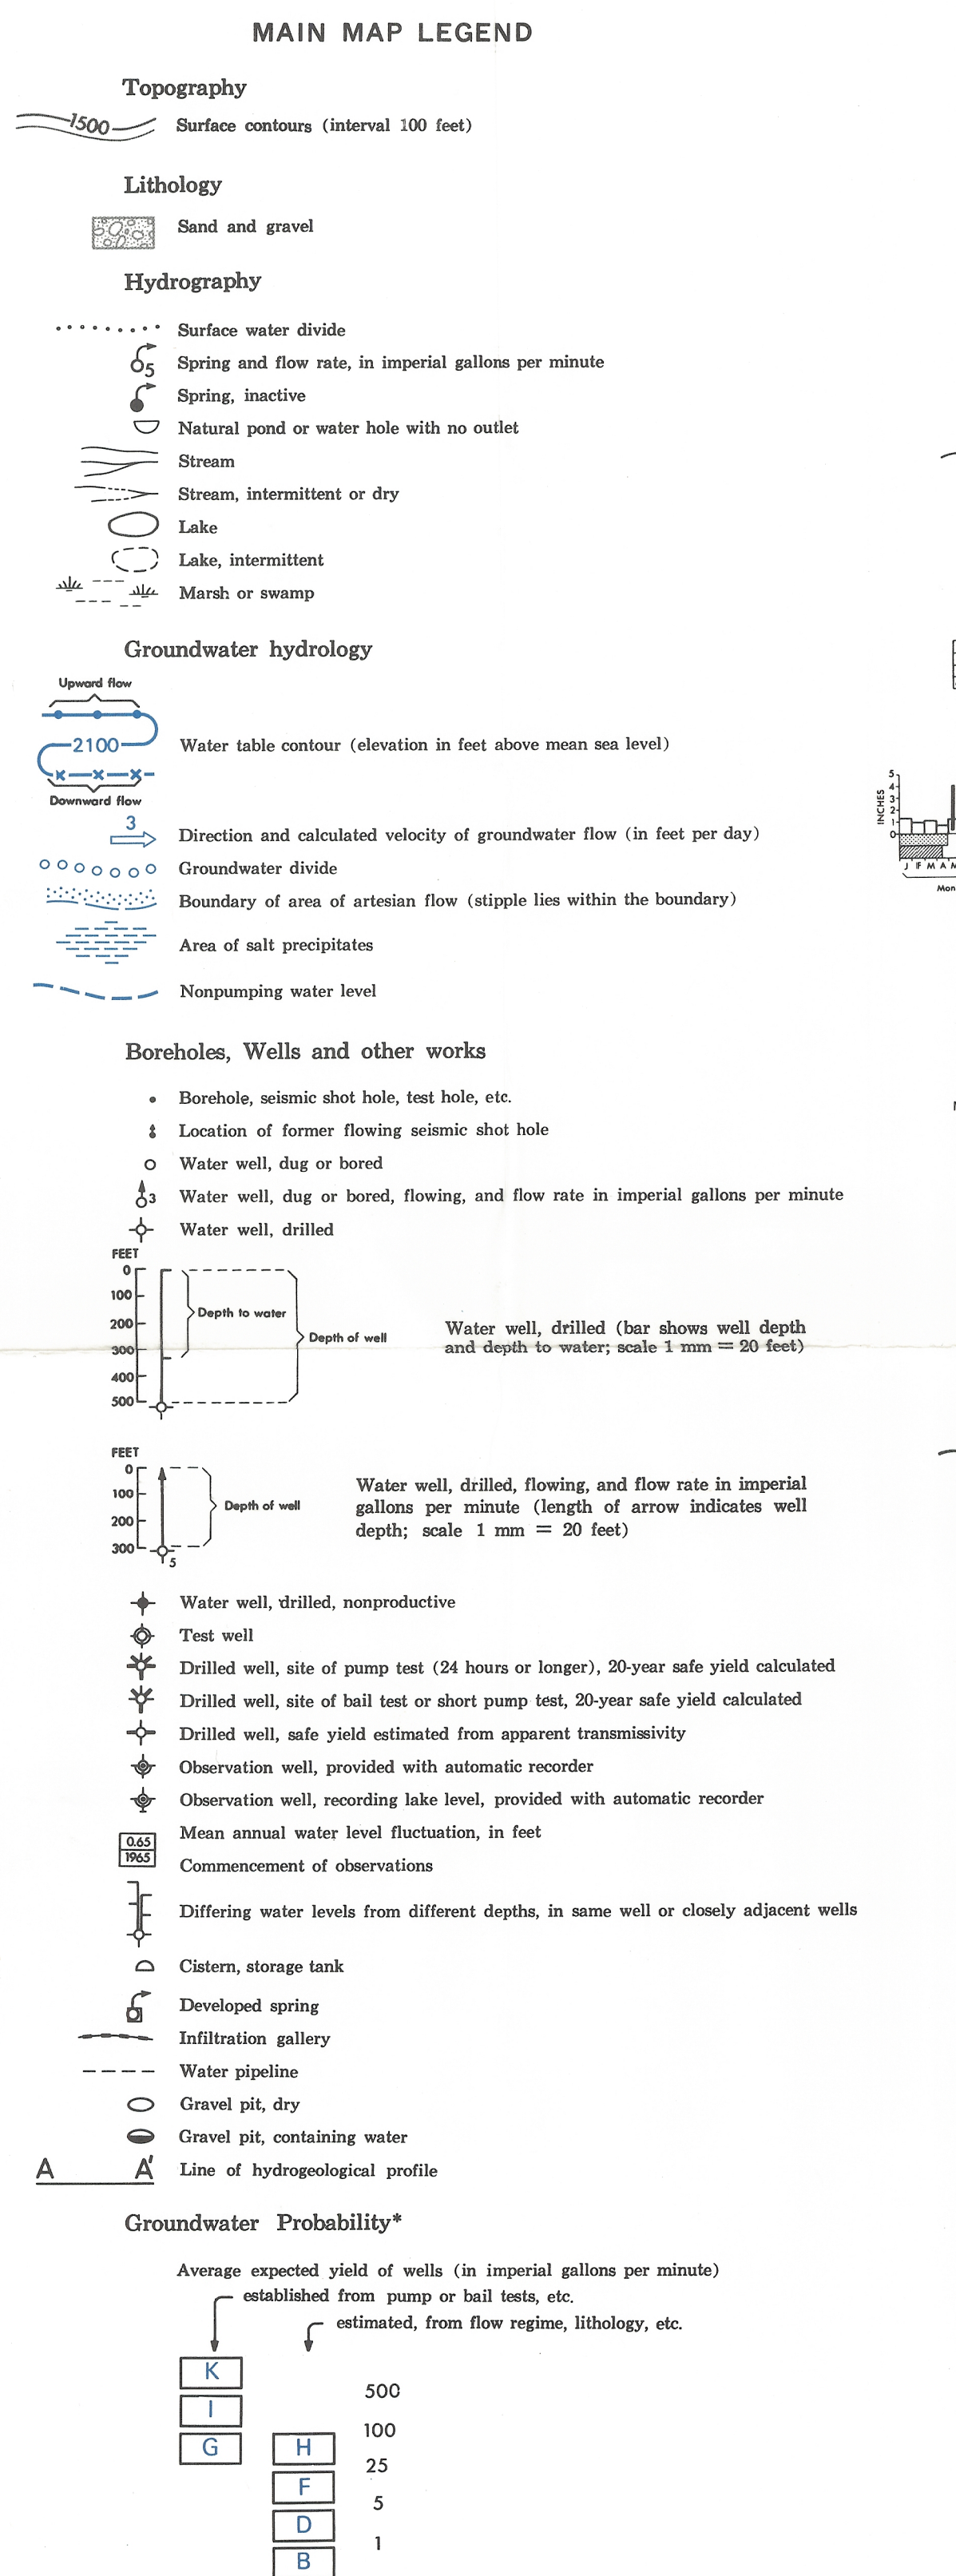 MAIN MAP LEGEND
Topography
1500
Surface contours (interval 100 feet)
Lithology
Sand and gravel
Hydrography
Surface water divide
5
Spring and flow rate, in imperial gallons per minute
Spring, inactive
Natural pond or water hole with no outlet
Stream
Stream, intermittent or dry
Lake
Lake, intermittent
Marsh or swamp
Groundwater hydrology
Upward flow
2100
Water table contour (elevation in feet above mean sea level)
Downward flow
3
Direction and calculated velocity of groundwater flow (in feet per day)
Groundwater divide
Boundary of area of artesian flow (stipple lies within the boundary)
Area of salt precipitates
Nonpumping water level
5
4
3
2
1
0
INCHES
J F M A M
Mon
Boreholes, Wells and other works
Borehole, seismic shot hole, test hole, etc.
Location of former flowing seismic shot hole
Water well, dug or bored
3
Water well, dug or bored, flowing, and flow rate in imperial gallons per minute
Water well, drilled
FEET
0
100
200
300
400
500
Depth to water
Depth of well
Water well, drilled (bar shows well depth
and depth to water; scale 1 mm = 20 feet)
FEET
0
100
200
300
5
Depth of well
Water well, drilled, flowing, and flow rate in imperial
gallons per minute (length of arrow indicates well
depth; scale 1 mm = 20 feet)
Water well, drilled, nonproductive
Test well
Drilled well, site of pump test (24 hours or longer), 20-year safe yield calculated
Drilled well, site of bail test or short pump test, 20-year safe yield calculated
Drilled well, safe yield estimated from apparent transmissivity
Observation well, provided with automatic recorder
Observation well, recording lake level, provided with automatic recorder
0.65
Mean annual water level fluctuation, in feet
1965
Commencement of observations
Differing water levels from different depths, in same well or closely adjacent wells
Cistern, storage tank
Developed spring
Infiltration gallery
Water pipeline
Gravel pit, dry
Gravel pit, containing water
A A'
Line of hydrogeological profile
Groundwater Probability*
Average expected yield of wells (in imperial gallons per minute)
established from pump or bail tests, etc.
estimated, from flow regime, lithology, etc.
K
500
I
100
G H
25
F
5
D
1
B